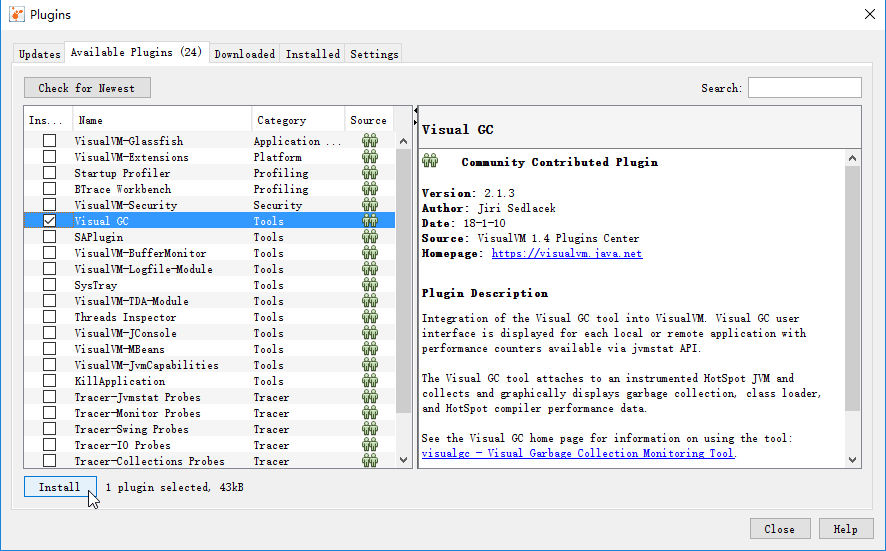 Plugins
Updates Available Plugins (24) Downloaded Installed Settings
Check for Newest Search:
Ins... Name Category Source
VisualVM-Glassfish Application ...
VisualVM-Extensions Platform
Startup Profiler Profiling
BTrace Workbench Profiling
VisualVM-Security Security
Visual GC Tools
SAPlugin Tools
VisualVM-BufferMonitor Tools
VisualVM-Logfile-Module Tools
SysTray Tools
VisualVM-TDA-Module Tools
Threads Inspector Tools
VisualVM-JConsole Tools
VisualVM-MBeans Tools
VisualVM-JvmCapabilities Tools
KillApplication Tools
Tracer-Jvmstat Probes Tracer
Tracer-Monitor Probes Tracer
Tracer-Swing Probes Tracer
Tracer-IO Probes Tracer
Tracer-Collections Probes Tracer
Visual GC
Community Contributed Plugin
Version: 2.1.3
Author: Jiri Sedlacek
Date: 18-1-10
Source: VisualVM 1.4 Plugins Center
Homepage: https://visualvm.java.net
Plugin Description
Integration of the Visual GC tool into VisualVM. Visual GC user
interface is displayed for each local or remote application with
performance counters available via jvmstat API.
The Visual GC tool attaches to an instrumented HotSpot JVM and
collects and graphically displays garbage collection, class loader,
and HotSpot compiler performance data.
See the Visual GC home page for information on using the tool:
visualgc - Visual Garbage Collection Monitoring Tool.
Install 1 plugin selected, 43kB
Close Help